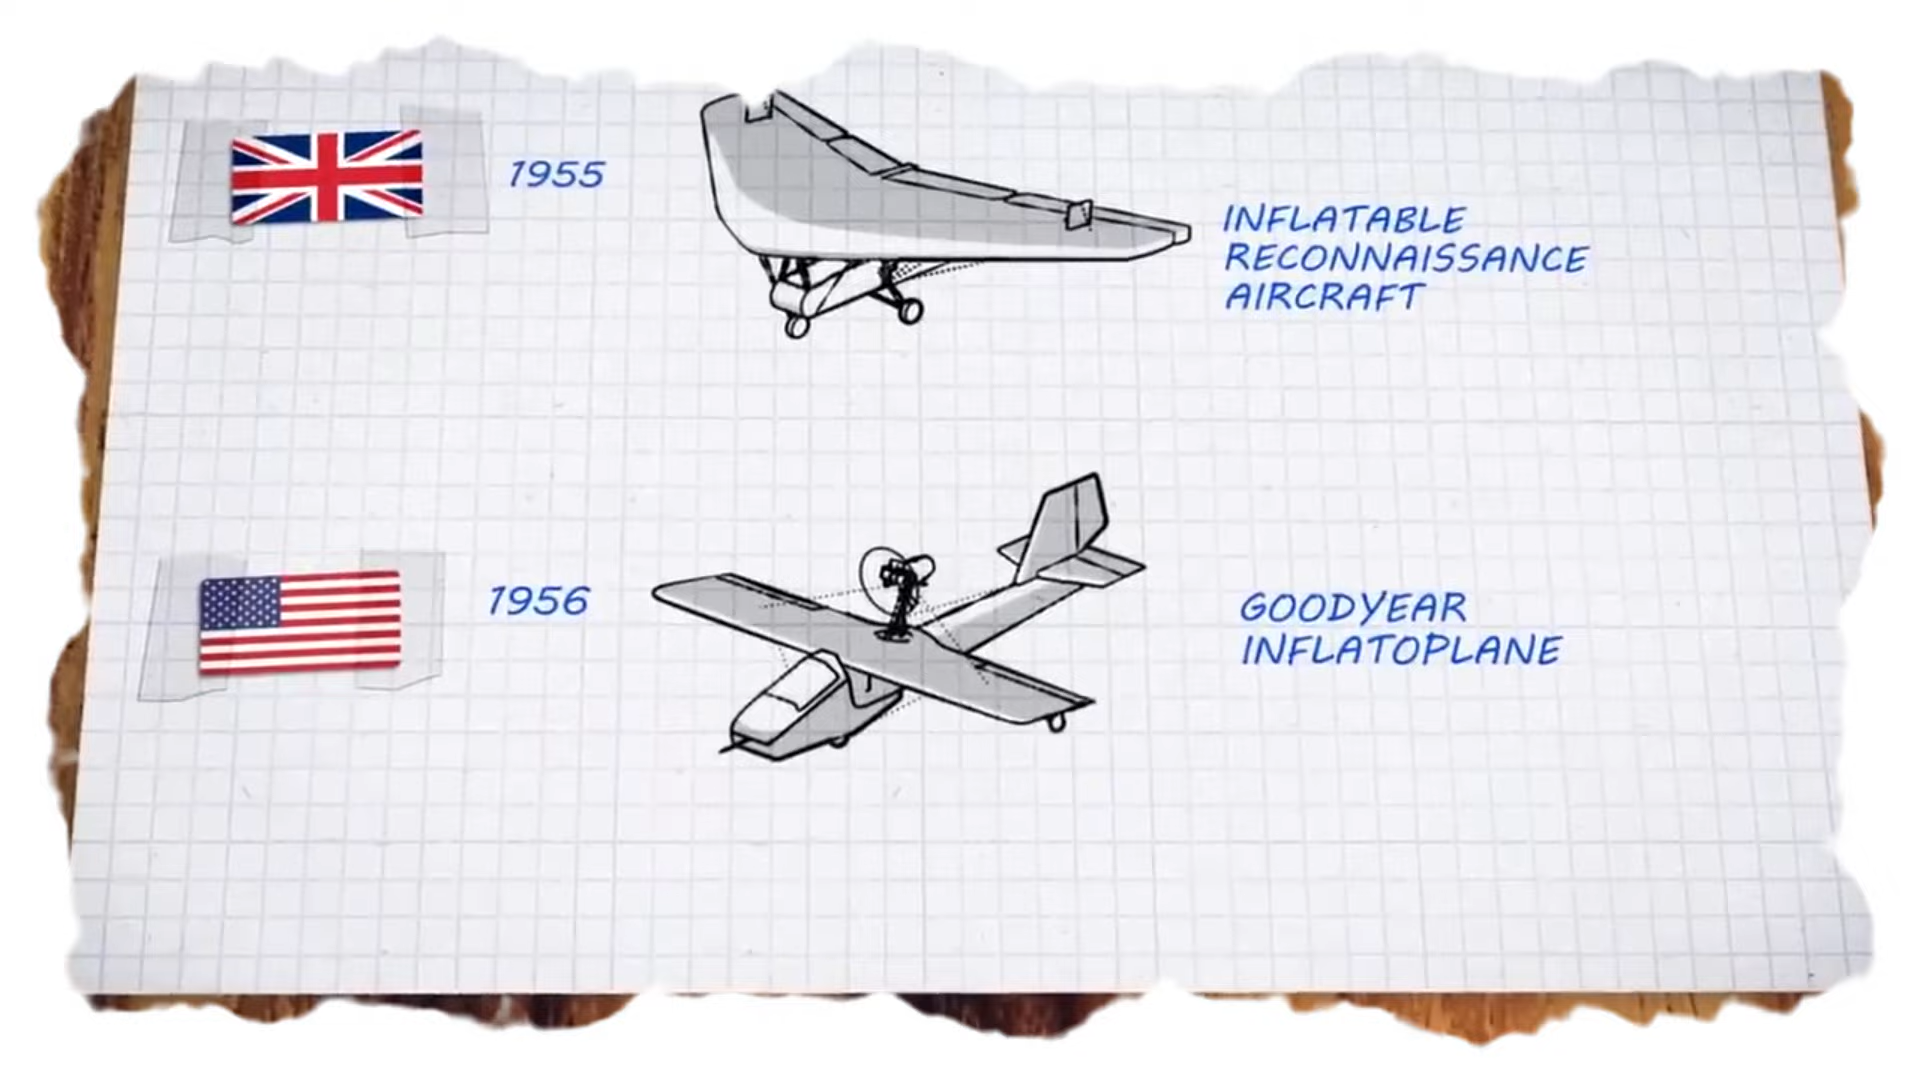 1955
INFLATABLE
RECONNAISSANCE
AIRCRAFT
1956
GOODYEAR
INFLATOPLANE